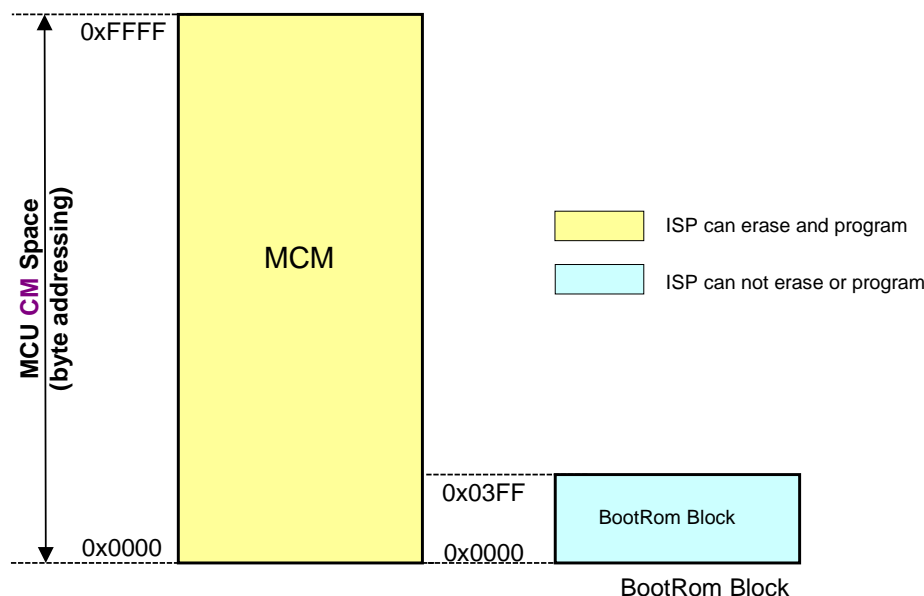 0xFFFF
MCU CM Space
(byte addressing)
MCM
ISP can erase and program
ISP can not erase or program
0x03FF
BootRom Block
0x0000
0x0000
BootRom Block